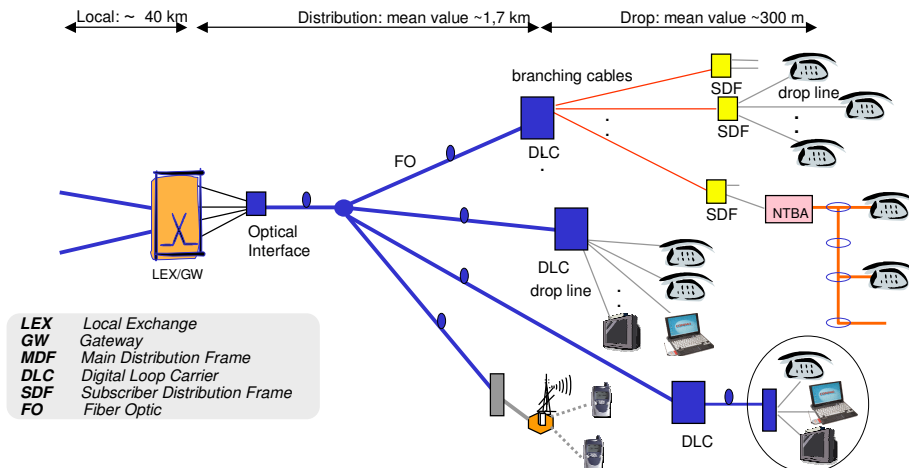 Local: ~ 40 km
Distribution: mean value ~1,7 km
Drop: mean value ~300 m
branching cables
SDF
drop line
SDF
FO
DLC
SDF
NTBA
Optical
Interface
LEX/GW
DLC
drop line
LEX Local Exchange
GW Gateway
MDF Main Distribution Frame
DLC Digital Loop Carrier
SDF Subscriber Distribution Frame
FO Fiber Optic
DLC